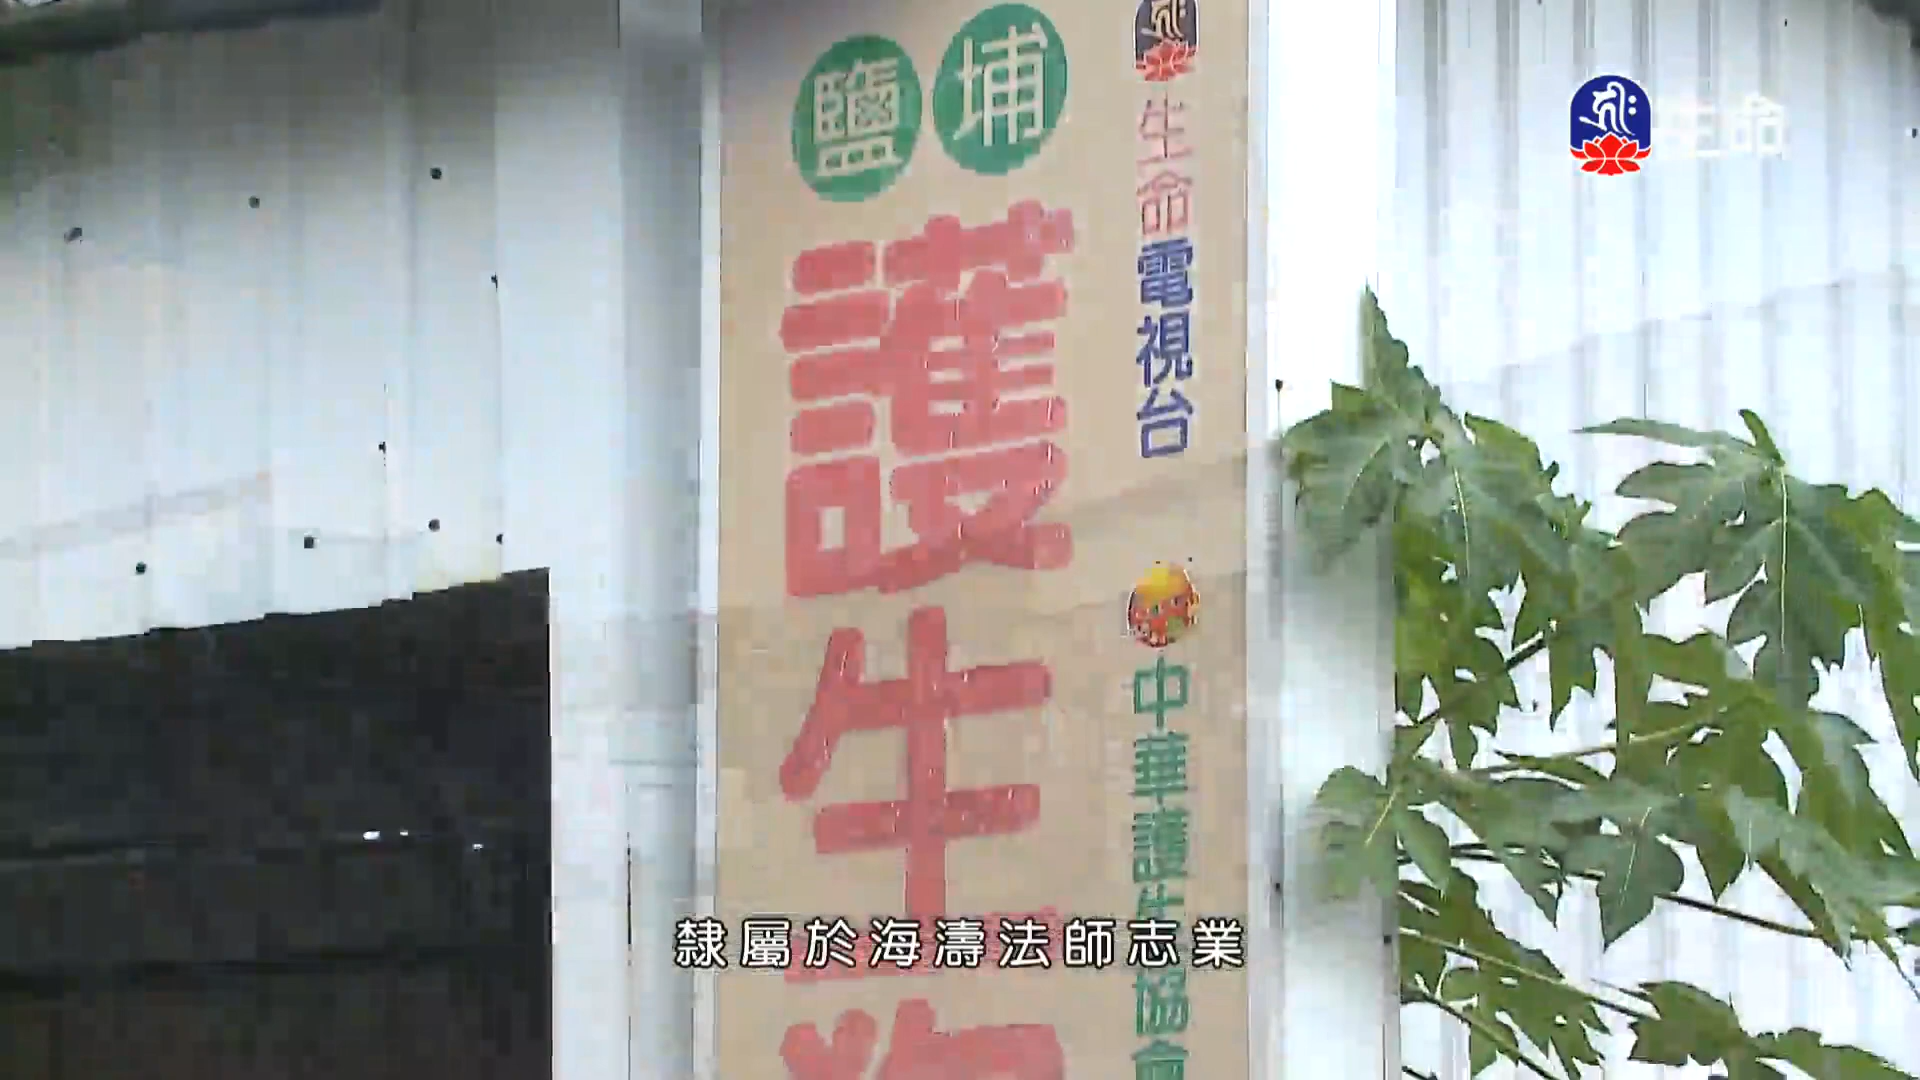 鹽埔
護生
生命電視台
中華護生協會
生命
隸屬於海濤法師志業